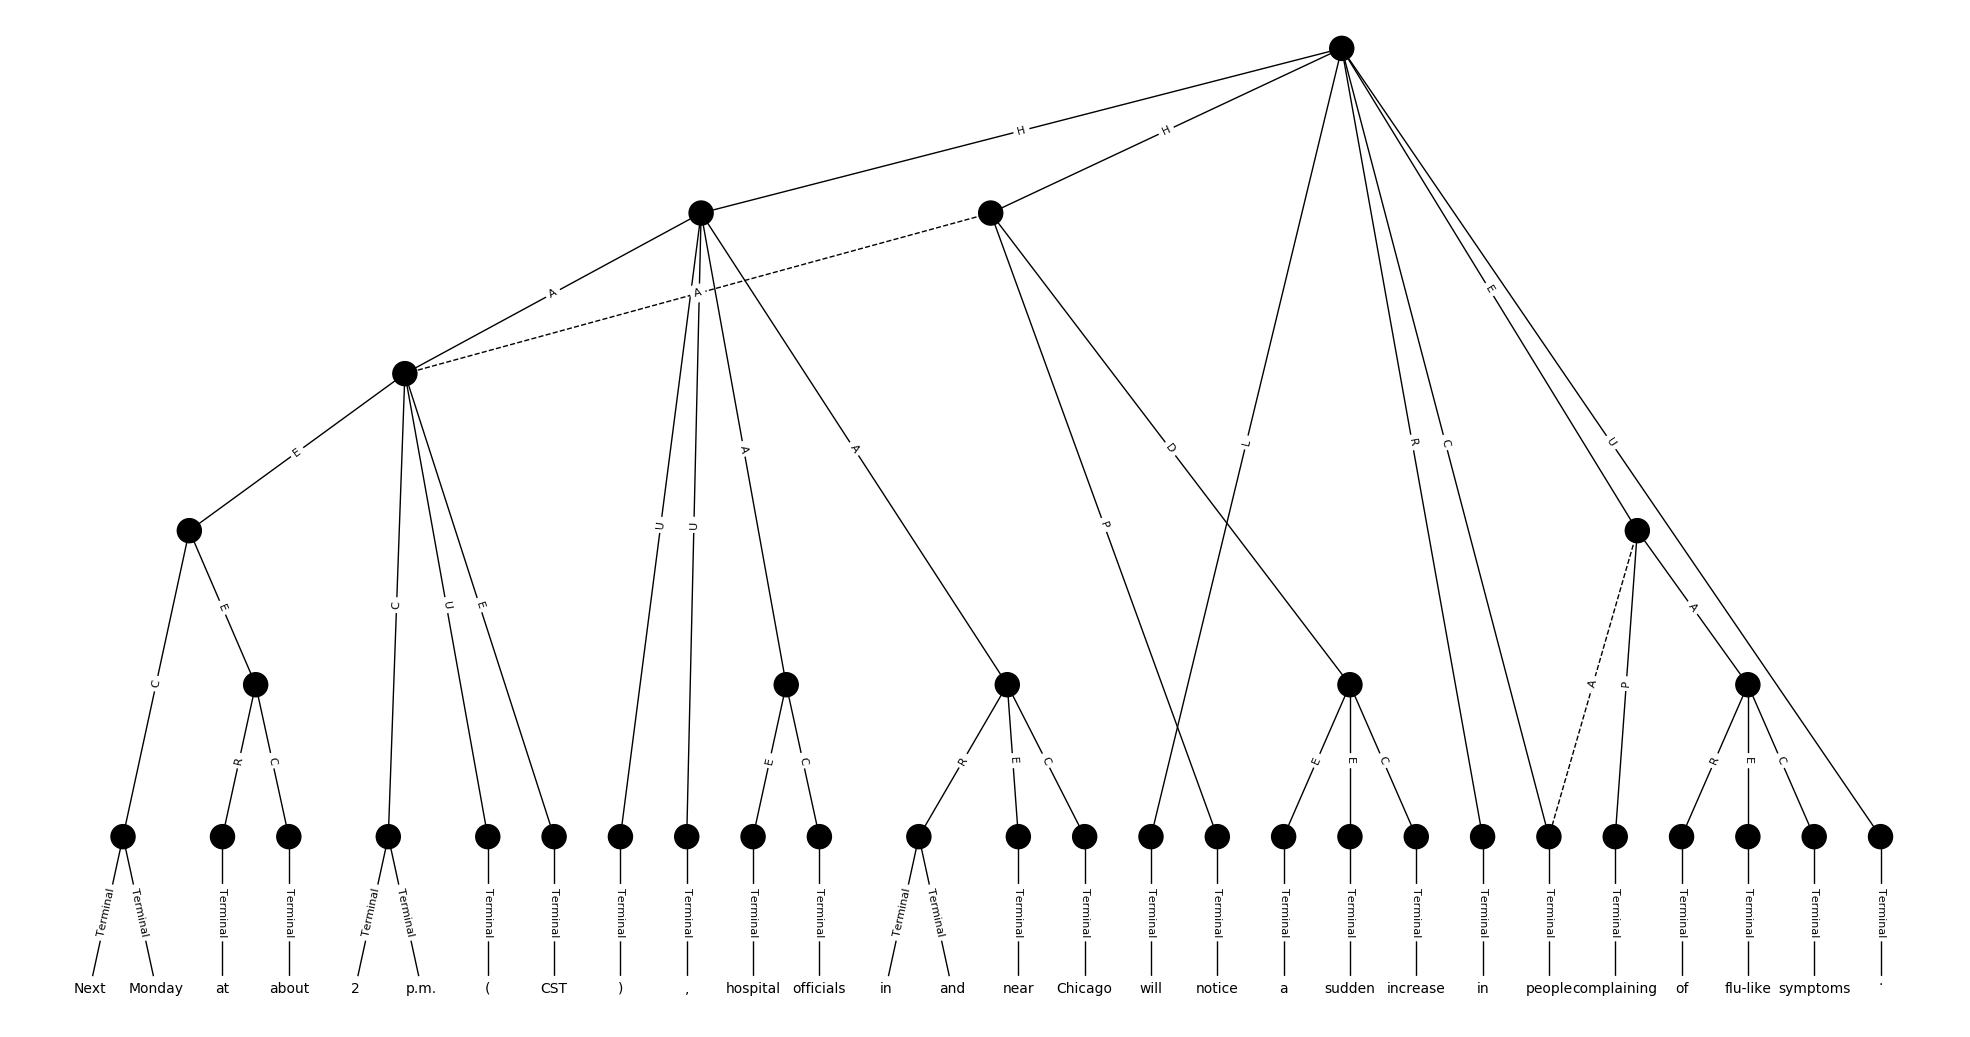 H H
A A
E E
U U A A P D L R C U
C E C U E A P A
R C E C R E C E E C R E C
Terminal Terminal Terminal Terminal Terminal Terminal Terminal Terminal Terminal Terminal Terminal Terminal Terminal Terminal Terminal Terminal Terminal Terminal Terminal Terminal Terminal Terminal Terminal Terminal Terminal Terminal Terminal Terminal
Next Monday at about 2 p.m. ( CST ) , hospital officials in and near Chicago will notice a sudden increase in people complaining of flu-like symptoms .